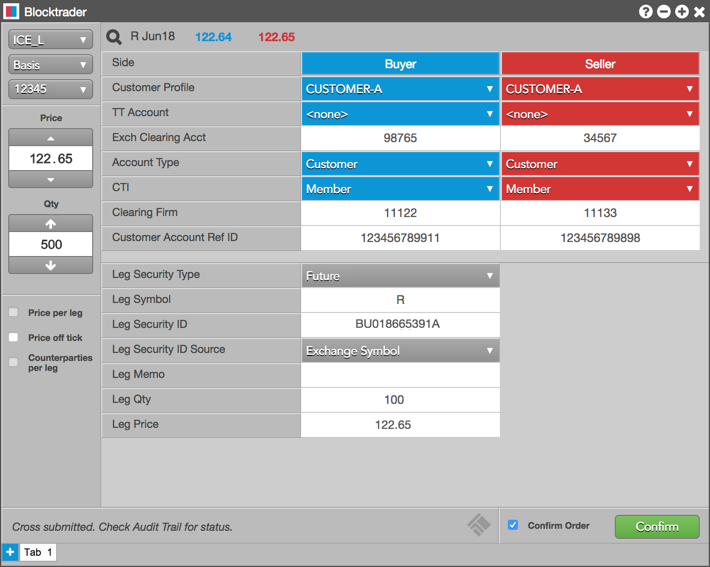 Blocktrader
ICE_L
Basis
12345
Price
122.65
Qty
500
Price per leg
Price off tick
Counterparties
per leg
R Jun18 122.64 122.65
Side Buyer Seller
Customer Profile CUSTOMER-A CUSTOMER-A
TT Account <none> <none>
Exch Clearing Acct 98765 34567
Account Type Customer Customer
CTI Member Member
Clearing Firm 11122 11133
Customer Account Ref ID 123456789911 123456789898
Leg Security Type Future
Leg Symbol R
Leg Security ID BU018665391A
Leg Security ID Source Exchange Symbol
Leg Memo
Leg Qty 100
Leg Price 122.65
Cross submitted. Check Audit Trail for status.
Confirm Order Confirm
+ Tab 1